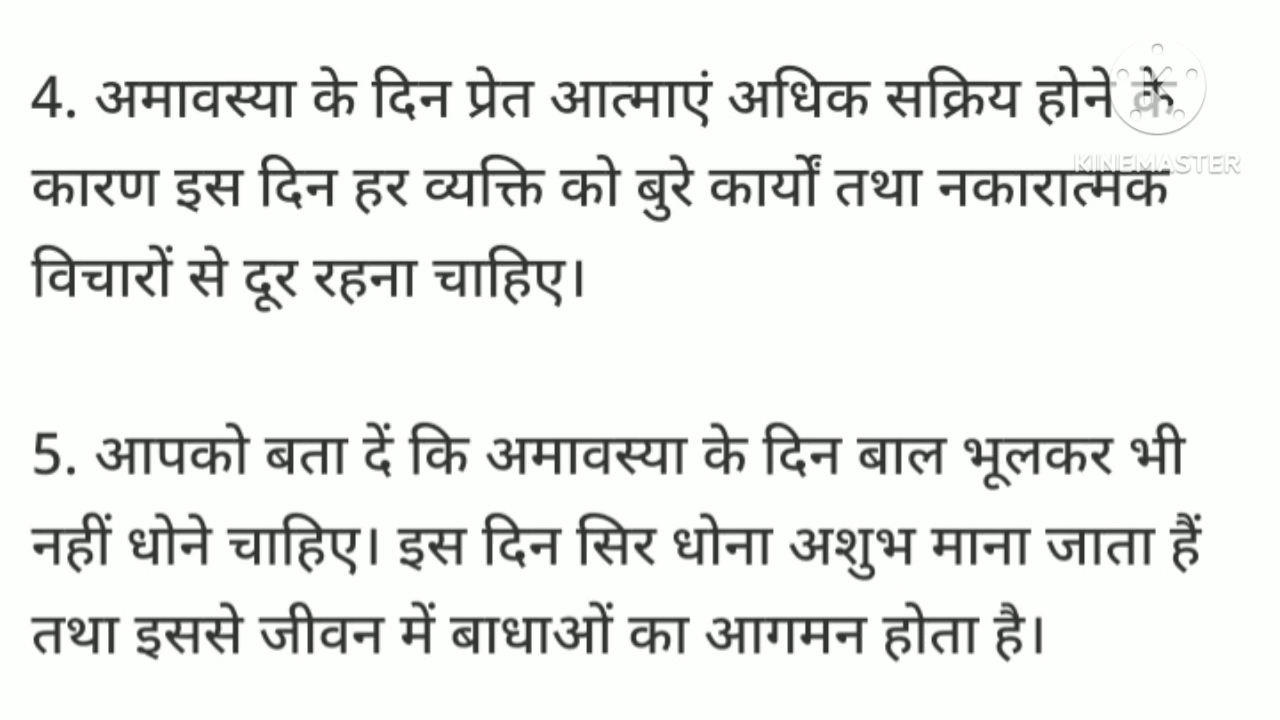 4. अमावस्या के दिन प्रेत आत्माएं अधिक सक्रिय होने के
KINEMASTER
कारण इस दिन हर व्यक्ति को बुरे कार्यों तथा नकारात्मक
विचारों से दूर रहना चाहिए।
5. आपको बता दें कि अमावस्या के दिन बाल भूलकर भी
नहीं धोने चाहिए। इस दिन सिर धोना अशुभ माना जाता हैं
तथा इससे जीवन में बाधाओं का आगमन होता है।